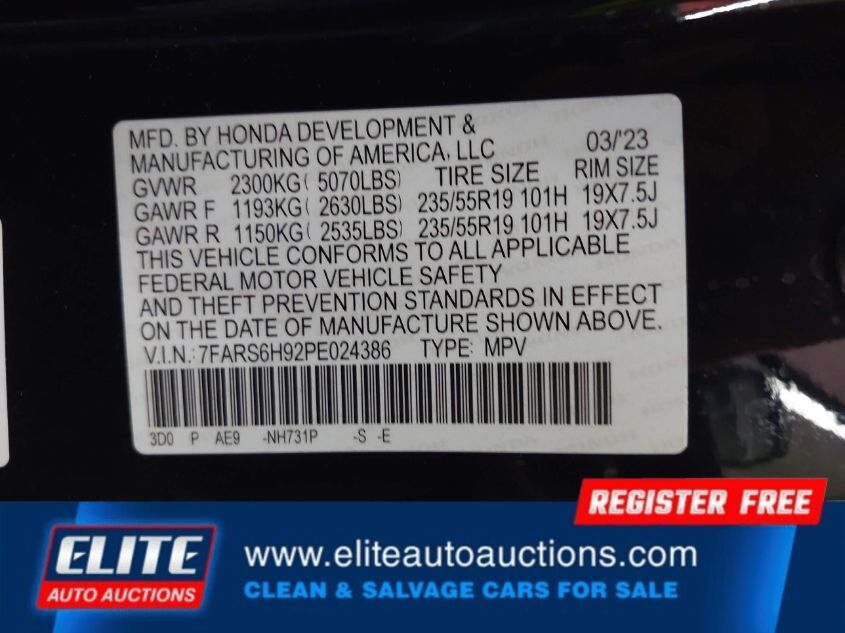 MFD. BY HONDA DEVELOPMENT &
MANUFACTURING OF AMERICA, LLC 03/'23
GVWR 2300KG ( 5070LBS) TIRE SIZE RIM SIZE
GAWR F 1193KG ( 2630LBS) 235/55R19 101H 19X7.5J
GAWR R 1150KG ( 2535LBS) 235/55R19 101H 19X7.5J
THIS VEHICLE CONFORMS TO ALL APPLICABLE
FEDERAL MOTOR VEHICLE SAFETY
AND THEFT PREVENTION STANDARDS IN EFFECT
ON THE DATE OF MANUFACTURE SHOWN ABOVE.
V.I.N.: 7FARS6H92PE024386 TYPE: MPV
3D0 P AE9 -NH731P -S -E
REGISTER FREE
ELITE
AUTO AUCTIONS
www.eliteautoauctions.com
CLEAN & SALVAGE CARS FOR SALE